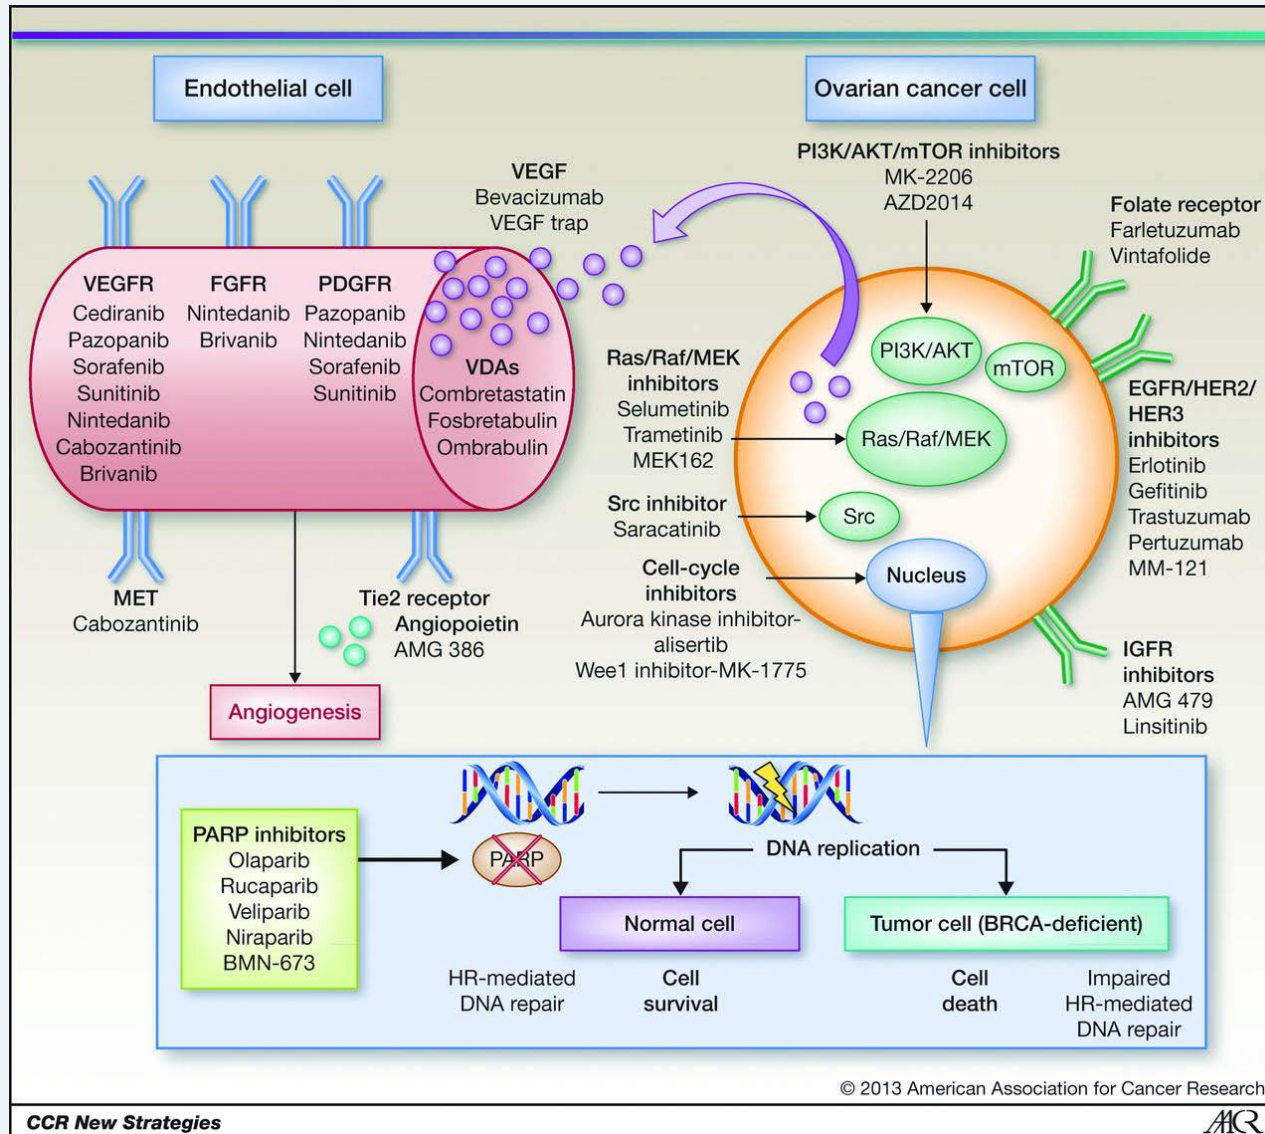 Endothelial cell
Ovarian cancer cell
VEGF
Bevacizumab
VEGF trap
PI3K/AKT/mTOR inhibitors
MK-2206
AZD2014
Folate receptor
Farletuzumab
Vintafolide
VEGFR
Cediranib
Pazopanib
Sorafenib
Sunitinib
Nintedanib
Cabozantinib
Brivanib
FGFR
Nintedanib
Brivanib
PDGFR
Pazopanib
Nintedanib
Sorafenib
Sunitinib
VDAs
Combretastatin
Fosbretabulin
Ombrabulin
Ras/Raf/MEK
inhibitors
Selumetinib
Trametinib
MEK162
PI3K/AKT
mTOR
Ras/Raf/MEK
Src inhibitor
Saracatinib
Src
Cell-cycle
inhibitors
Aurora kinase inhibitor-
alisertib
Wee1 inhibitor-MK-1775
Nucleus
EGFR/HER2/
HER3
inhibitors
Erlotinib
Gefitinib
Trastuzumab
Pertuzumab
MM-121
IGFR
inhibitors
AMG 479
Linsitinib
MET
Cabozantinib
Tie2 receptor
Angiopoietin
AMG 386
Angiogenesis
PARP inhibitors
Olaparib
Rucaparib
Veliparib
Niraparib
BMN-673
PARP
DNA replication
Normal cell
Tumor cell (BRCA-deficient)
HR-mediated
DNA repair
Cell
survival
Cell
death
Impaired
HR-mediated
DNA repair
© 2013 American Association for Cancer Research
CCR New Strategies
AACR